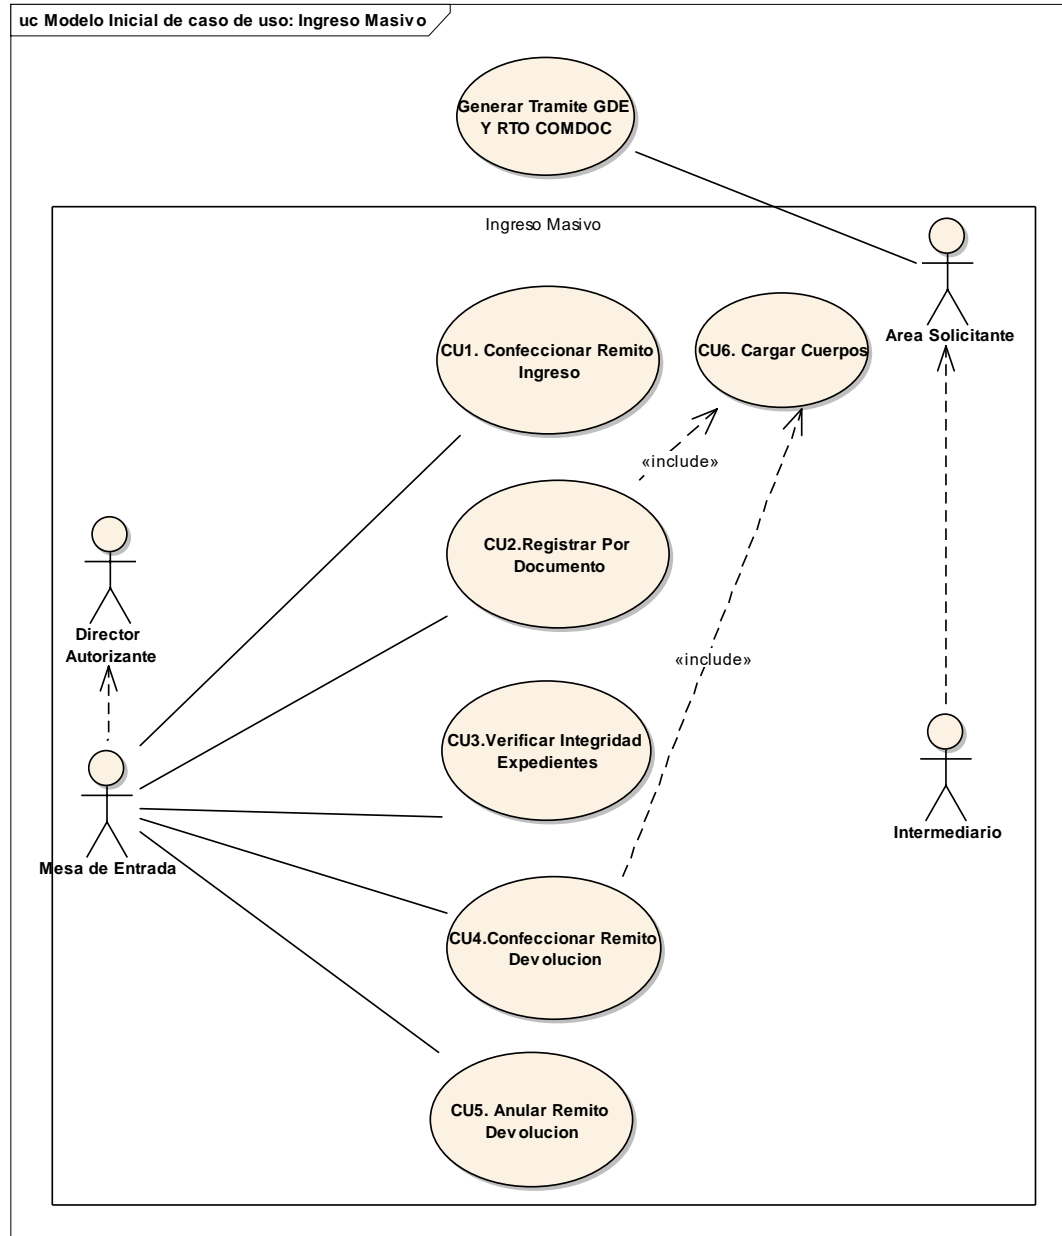 uc Modelo Inicial de caso de uso: Ingreso Masivo
Generar Tramite GDE
Y RTO COMDOC
Ingreso Masivo
Area Solicitante
CU1. Confeccionar Remito
Ingreso
CU6. Cargar Cuerpos
«include»
CU2.Registrar Por
Documento
Director
Autorizante
«include»
CU3.Verificar Integridad
Expedientes
Intermediario
Mesa de Entrada
CU4.Confeccionar Remito
Devolucion
CU5. Anular Remito
Devolucion